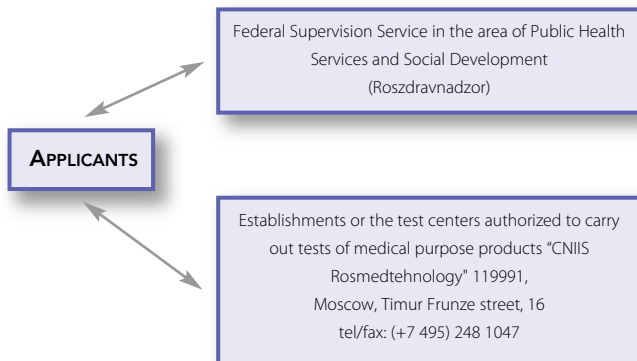 Federal Supervision Service in the area of Public Health
Services and Social Development
(Roszdravnadzor)
APPLICANTS
Establishments or the test centers authorized to carry
out tests of medical purpose products “CNIIS
Rosmedtehnology" 119991,
Moscow, Timur Frunze street, 16
tel/fax: (+7 495) 248 1047